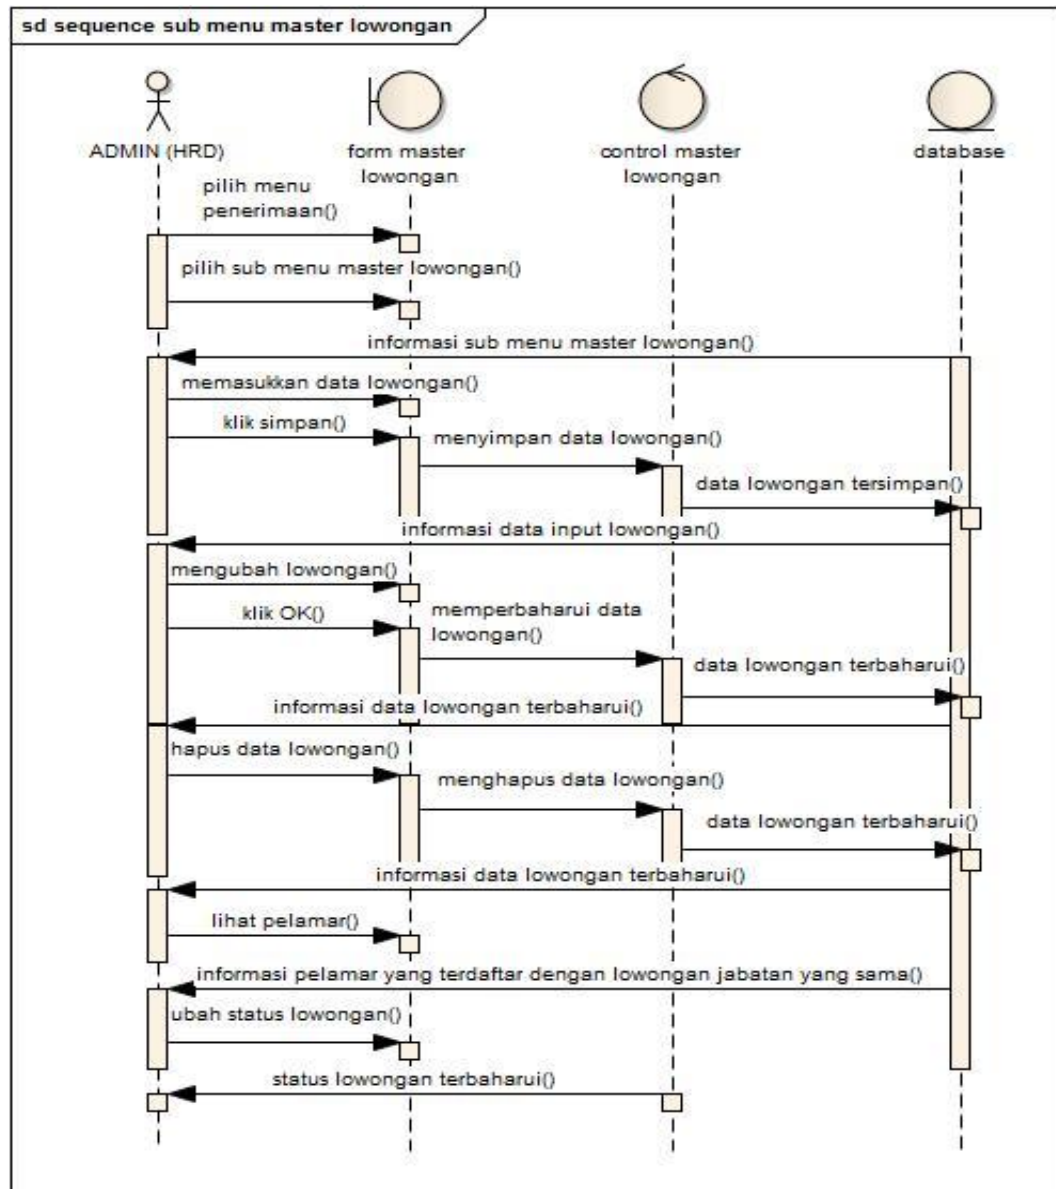 sd sequence sub menu master lowongan
ADMIN (HRD)
form master
lowongan
control master
lowongan
database
pilih menu
penerimaan()
pilih sub menu master lowongan()
informasi sub menu master lowongan()
memasukkan data lowongan()
klik simpan()
menyimpan data lowongan()
data lowongan tersimpan()
informasi data input lowongan()
mengubah lowongan()
klik OK()
memperbaharui data
lowongan()
data lowongan terbaharui()
informasi data lowongan terbaharui()
hapus data lowongan()
menghapus data lowongan()
data lowongan terbaharui()
informasi data lowongan terbaharui()
lihat pelamar()
informasi pelamar yang terdaftar dengan lowongan jabatan yang sama()
ubah status lowongan()
status lowongan terbaharui()